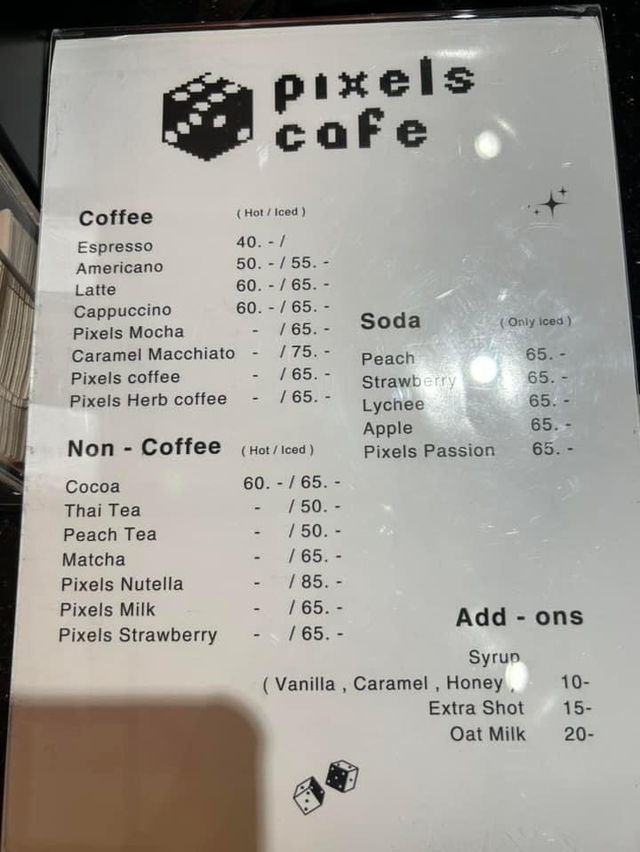 pixels
cafe
Coffee ( Hot / Iced )
Espresso 40. - /
Americano 50. - / 55. -
Latte 60. - / 65. -
Cappuccino 60. - / 65. -
Pixels Mocha - / 65. -
Caramel Macchiato - / 75. -
Pixels coffee - / 65. -
Pixels Herb coffee - / 65. -
Non - Coffee ( Hot / Iced )
Cocoa 60. - / 65. -
Thai Tea - / 50. -
Peach Tea - / 50. -
Matcha - / 65. -
Pixels Nutella - / 85. -
Pixels Milk - / 65. -
Pixels Strawberry - / 65. -
Soda ( Only iced )
Peach 65. -
Strawberry 65. -
Lychee 65. -
Apple 65. -
Pixels Passion 65. -
Add - ons
Syrup
( Vanilla , Caramel , Honey ) 10-
Extra Shot 15-
Oat Milk 20-